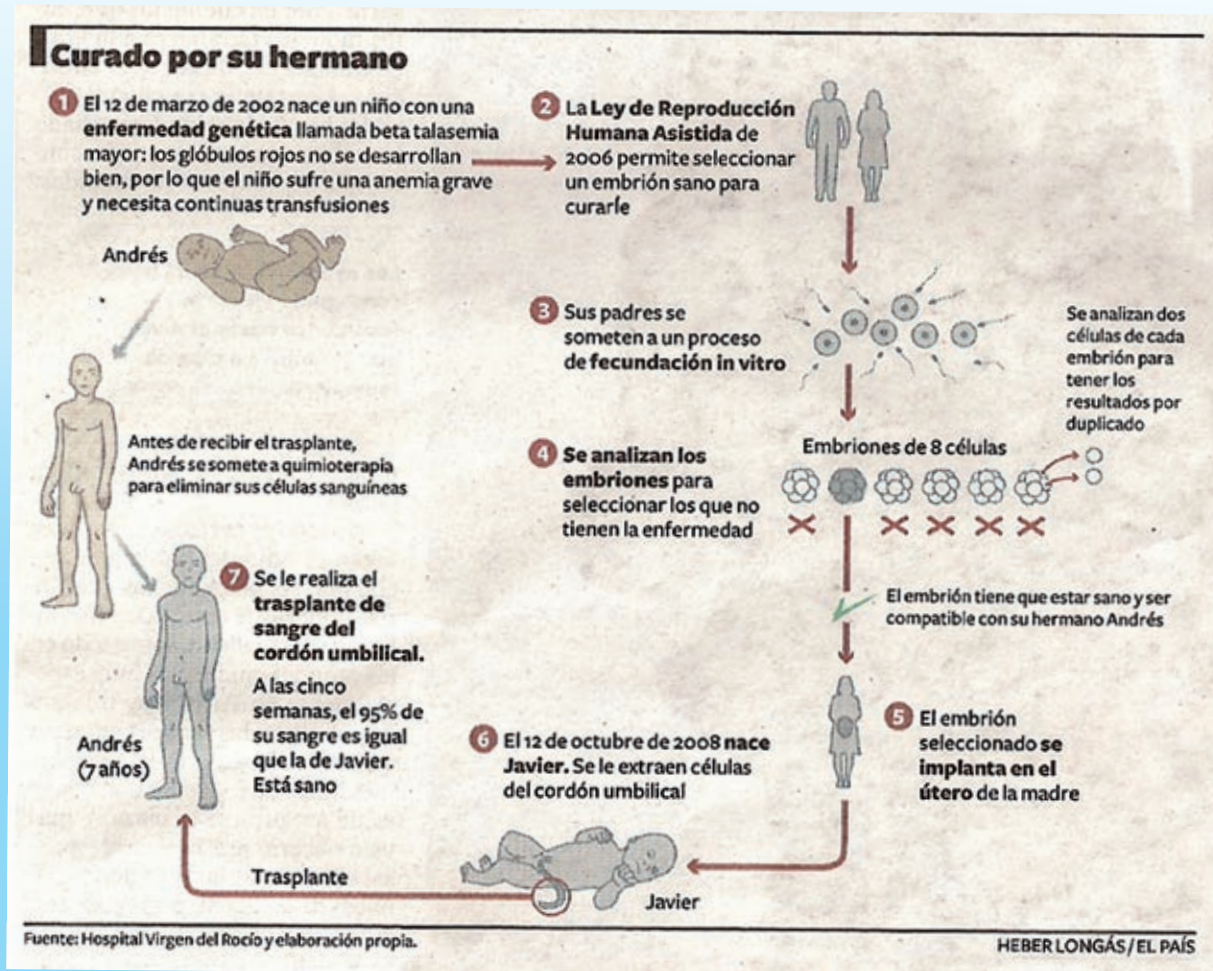 Curado por su hermano
1 El 12 de marzo de 2002 nace un niño con una
enfermedad genética llamada beta talasemia
mayor: los glóbulos rojos no se desarrollan
bien, por lo que el niño sufre una anemia grave
y necesita continuas transfusiones
Andrés
2 La Ley de Reproducción
Humana Asistida de
2006 permite seleccionar
un embrión sano para
curarle
3 Sus padres se
someten a un proceso
de fecundación in vitro
Se analizan dos
células de cada
embrión para
tener los
resultados por
duplicado
4 Se analizan los
embriones para
seleccionar los que no
tienen la enfermedad
Embriones de 8 células
El embrión tiene que estar sano y ser
compatible con su hermano Andrés
5 El embrión
seleccionado se
implanta en el
útero de la madre
6 El 12 de octubre de 2008 nace
Javier. Se le extraen células
del cordón umbilical
Javier
Trasplante
Antes de recibir el trasplante,
Andrés se somete a quimioterapia
para eliminar sus células sanguíneas
7 Se le realiza el
trasplante de
sangre del
cordón umbilical.
A las cinco
semanas, el 95% de
su sangre es igual
que la de Javier.
Está sano
Andrés
(7 años)
Fuente: Hospital Virgen del Rocío y elaboración propia.
HEBER LONGÁS / EL PAÍS